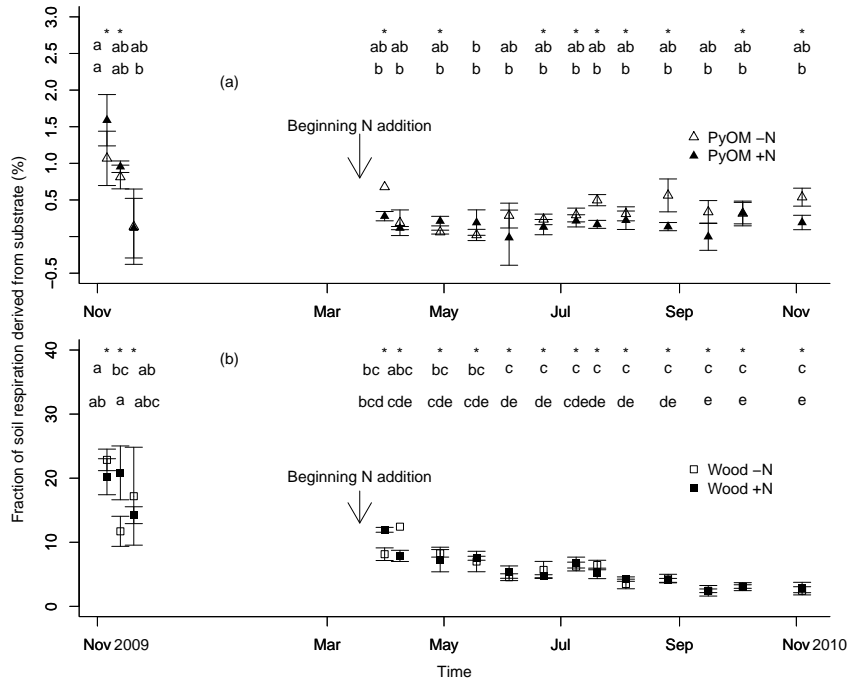 Fraction of soil respiration derived from substrate (%)
3.0
2.5
2.0
1.5
1.0
0.5
−0.5
* * * * * * * * * *
a ab ab ab ab ab b ab ab ab ab ab ab ab ab ab
a ab b b b b b b b b b b b b b b
(a)
Beginning N addition
PyOM −N
PyOM +N
Nov Mar May Jul Sep Nov
40
30
20
10
0
* * * * * * * * * * * * * * * *
a bc ab bc abc bc bc c c c c c c c c c
(b)
ab a abc bcd cde cde cde de de cde de de de e e e
Beginning N addition
Wood −N
Wood +N
Nov 2009 Mar May Jul Sep Nov 2010
Time